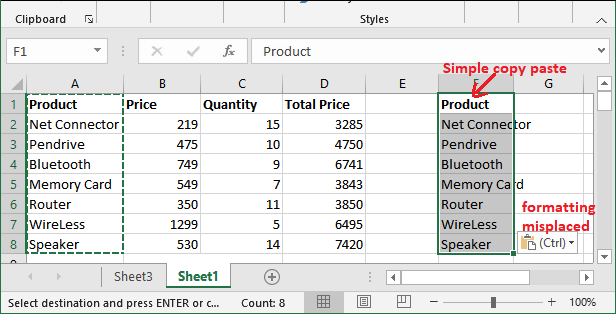 Clipboard Styles
F1 fx Product
Simple copy paste
A B C D E F G
1 Product Price Quantity Total Price Product
2 Net Connector 219 15 3285 Net Connector
3 Pendrive 475 10 4750 Pendrive
4 Bluetooth 749 9 6741 Bluetooth
5 Memory Card 549 7 3843 Memory Card
6 Router 350 11 3850 Router formatting
7 WireLess 1299 5 6495 WireLess misplaced
8 Speaker 530 14 7420 Speaker (Ctrl)
Sheet3 Sheet1
Select destination and press ENTER or c... Count: 8 100%